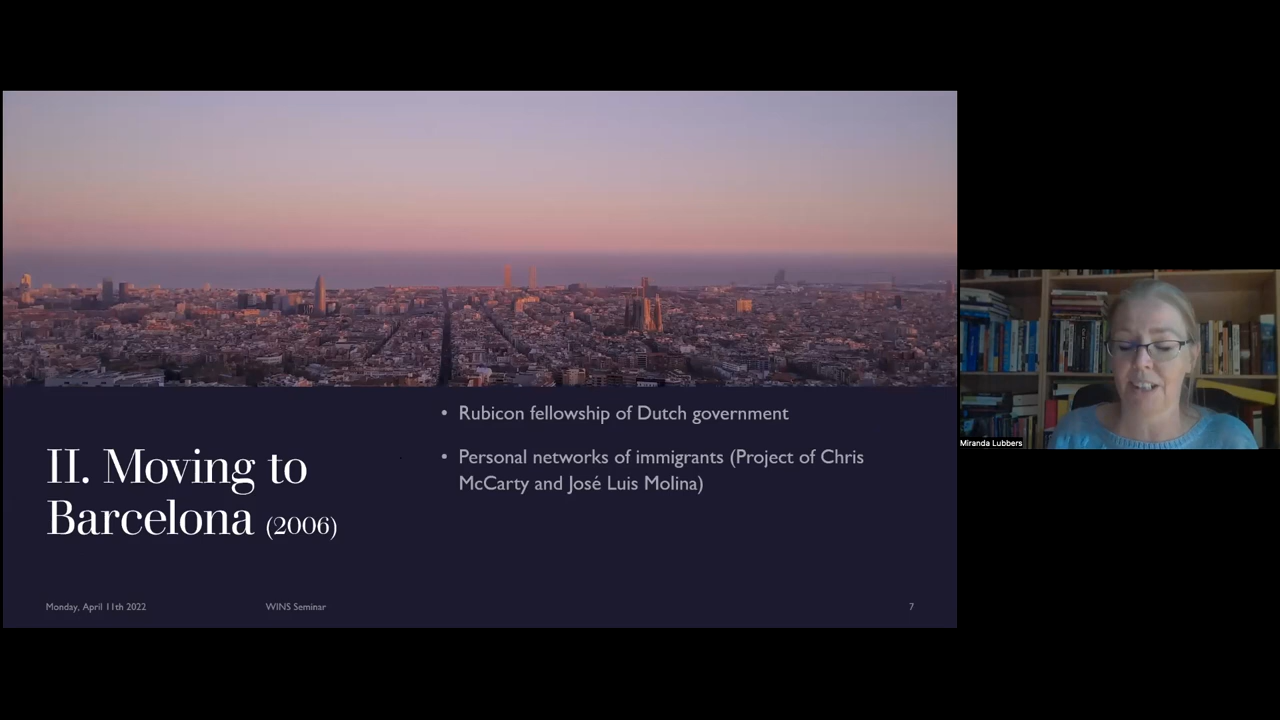 • Rubicon fellowship of Dutch government
• Personal networks of immigrants (Project of Chris
McCarty and José Luis Molina)
II. Moving to
Barcelona (2006)
Monday, April 11th 2022
WINS Seminar
7
Miranda Lubbers